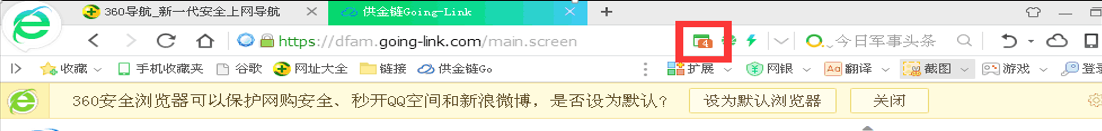 360导航_新一代安全上网导航 供金链Going-Link
https://dfam.going-link.com/main.screen 4 今日军事头条
收藏 手机收藏夹 谷歌 网址大全 链接 供金链Go 扩展 网银 Aa 翻译 截图 游戏 登录
360安全浏览器可以保护网购安全、秒开QQ空间和新浪微博，是否设为默认? 设为默认浏览器 关闭